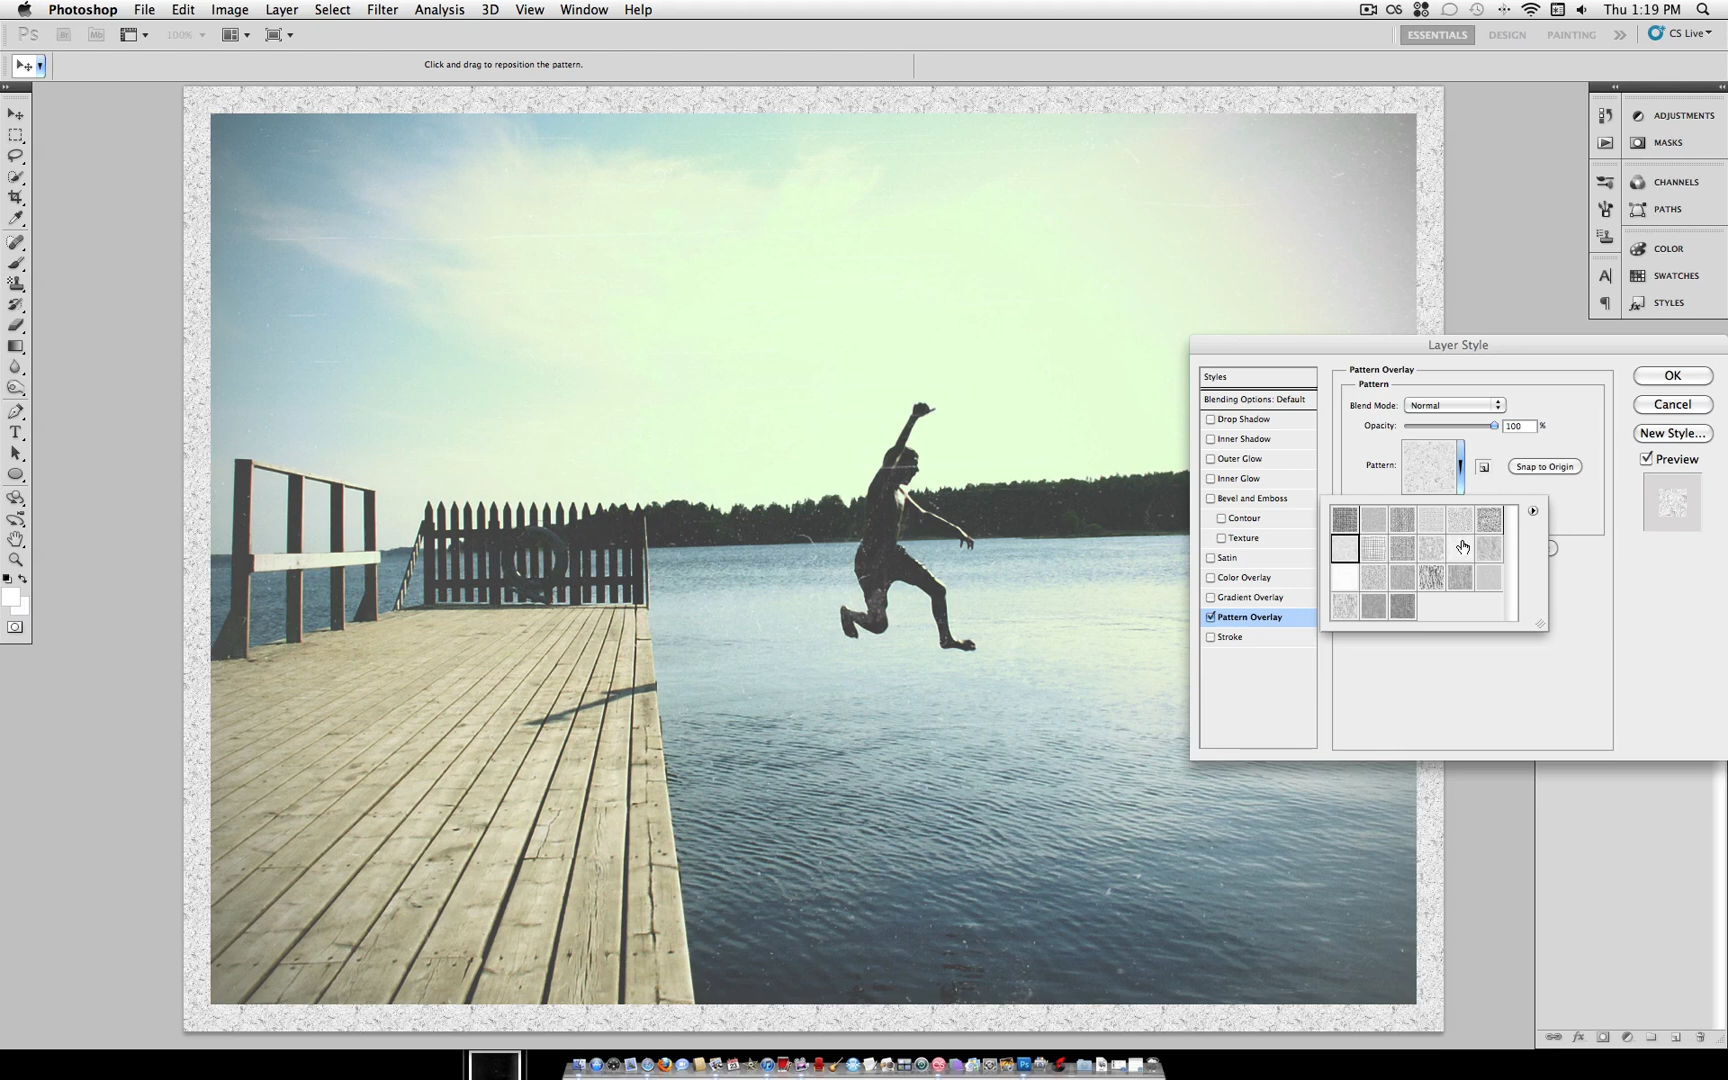 Photoshop File Edit Image Layer Select Filter Analysis 3D View Window Help
OS Thu 1:19 PM
Ps Br Mb 100% ESSENTIALS DESIGN PAINTING CS Live
Click and drag to reposition the pattern.
ADJUSTMENTS
MASKS
CHANNELS
PATHS
COLOR
SWATCHES
STYLES
Layer Style
Styles
Blending Options: Default
Drop Shadow
Inner Shadow
Outer Glow
Inner Glow
Bevel and Emboss
Contour
Texture
Satin
Color Overlay
Gradient Overlay
Pattern Overlay
Stroke
Pattern Overlay
Pattern
Blend Mode: Normal
Opacity: 100 %
Pattern: Snap to Origin
OK
Cancel
New Style...
Preview